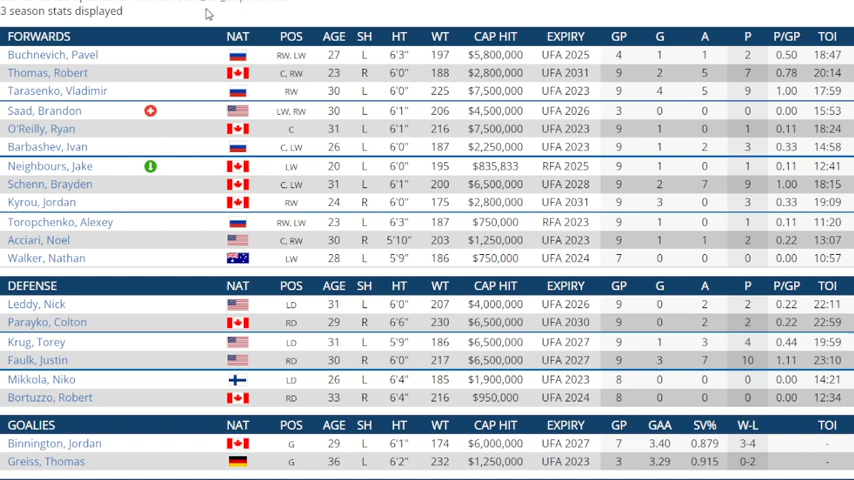 3 season stats displayed
FORWARDS NAT POS AGE SH HT WT CAP HIT EXPIRY GP G A P P/GP TOI
Buchnevich, Pavel RW, LW 27 L 6'3" 197 $5,800,000 UFA 2025 4 1 1 2 0.50 18:47
Thomas, Robert C, RW 23 R 6'0" 188 $2,800,000 UFA 2031 9 2 5 7 0.78 20:14
Tarasenko, Vladimir RW 30 L 6'0" 225 $7,500,000 UFA 2023 9 4 5 9 1.00 17:59
Saad, Brandon LW, RW 30 L 6'1" 206 $4,500,000 UFA 2026 3 0 0 0 0.00 15:53
O'Reilly, Ryan C 31 L 6'1" 216 $7,500,000 UFA 2023 9 1 0 1 0.11 18:24
Barbashev, Ivan C, LW 26 L 6'0" 187 $2,250,000 UFA 2023 9 1 2 3 0.33 14:58
Neighbours, Jake LW 20 L 6'0" 195 $835,833 RFA 2025 9 1 0 1 0.11 12:41
Schenn, Brayden C, LW 31 L 6'1" 200 $6,500,000 UFA 2028 9 2 7 9 1.00 18:15
Kyrou, Jordan RW 24 R 6'0" 175 $2,800,000 UFA 2031 9 3 0 3 0.33 19:09
Toropchenko, Alexey RW, LW 23 L 6'3" 187 $750,000 RFA 2023 9 1 0 1 0.11 11:20
Acciari, Noel C, RW 30 R 5'10" 203 $1,250,000 UFA 2023 9 1 1 2 0.22 13:07
Walker, Nathan LW 28 L 5'9" 186 $750,000 UFA 2024 7 0 0 0 0.00 10:57
DEFENSE NAT POS AGE SH HT WT CAP HIT EXPIRY GP G A P P/GP TOI
Leddy, Nick LD 31 L 6'0" 207 $4,000,000 UFA 2026 9 0 2 2 0.22 22:11
Parayko, Colton RD 29 R 6'6" 230 $6,500,000 UFA 2030 9 0 2 2 0.22 22:59
Krug, Torey LD 31 L 5'9" 186 $6,500,000 UFA 2027 9 1 3 4 0.44 19:59
Faulk, Justin RD 30 R 6'0" 217 $6,500,000 UFA 2027 9 3 7 10 1.11 23:10
Mikkola, Niko LD 26 L 6'4" 185 $1,900,000 UFA 2023 8 0 0 0 0.00 14:21
Bortuzzo, Robert RD 33 R 6'4" 216 $950,000 UFA 2024 8 0 0 0 0.00 12:34
GOALIES NAT POS AGE SH HT WT CAP HIT EXPIRY GP GAA SV% W-L TOI
Binnington, Jordan G 29 L 6'1" 174 $6,000,000 UFA 2027 7 3.40 0.879 3-4 -
Greiss, Thomas G 36 L 6'2" 232 $1,250,000 UFA 2023 3 3.29 0.915 0-2 -